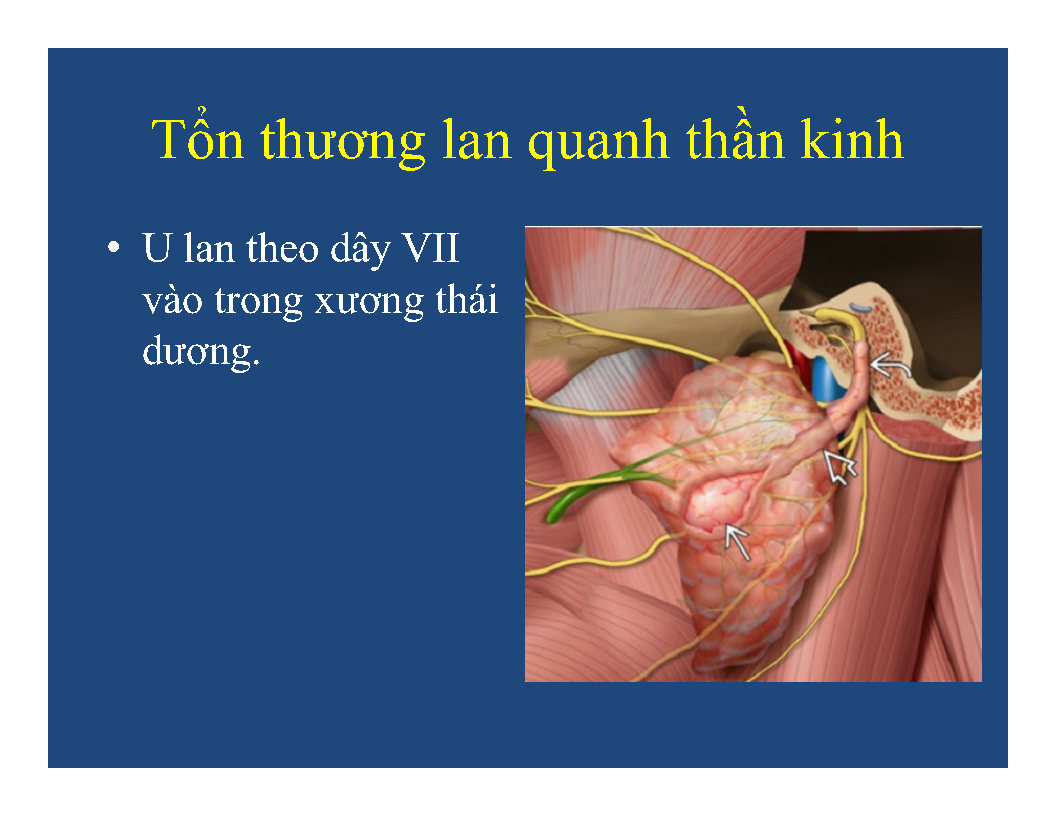 Tổn thương lan quanh thần kinh
• U lan theo dây VII
vào trong xương thái
dương.